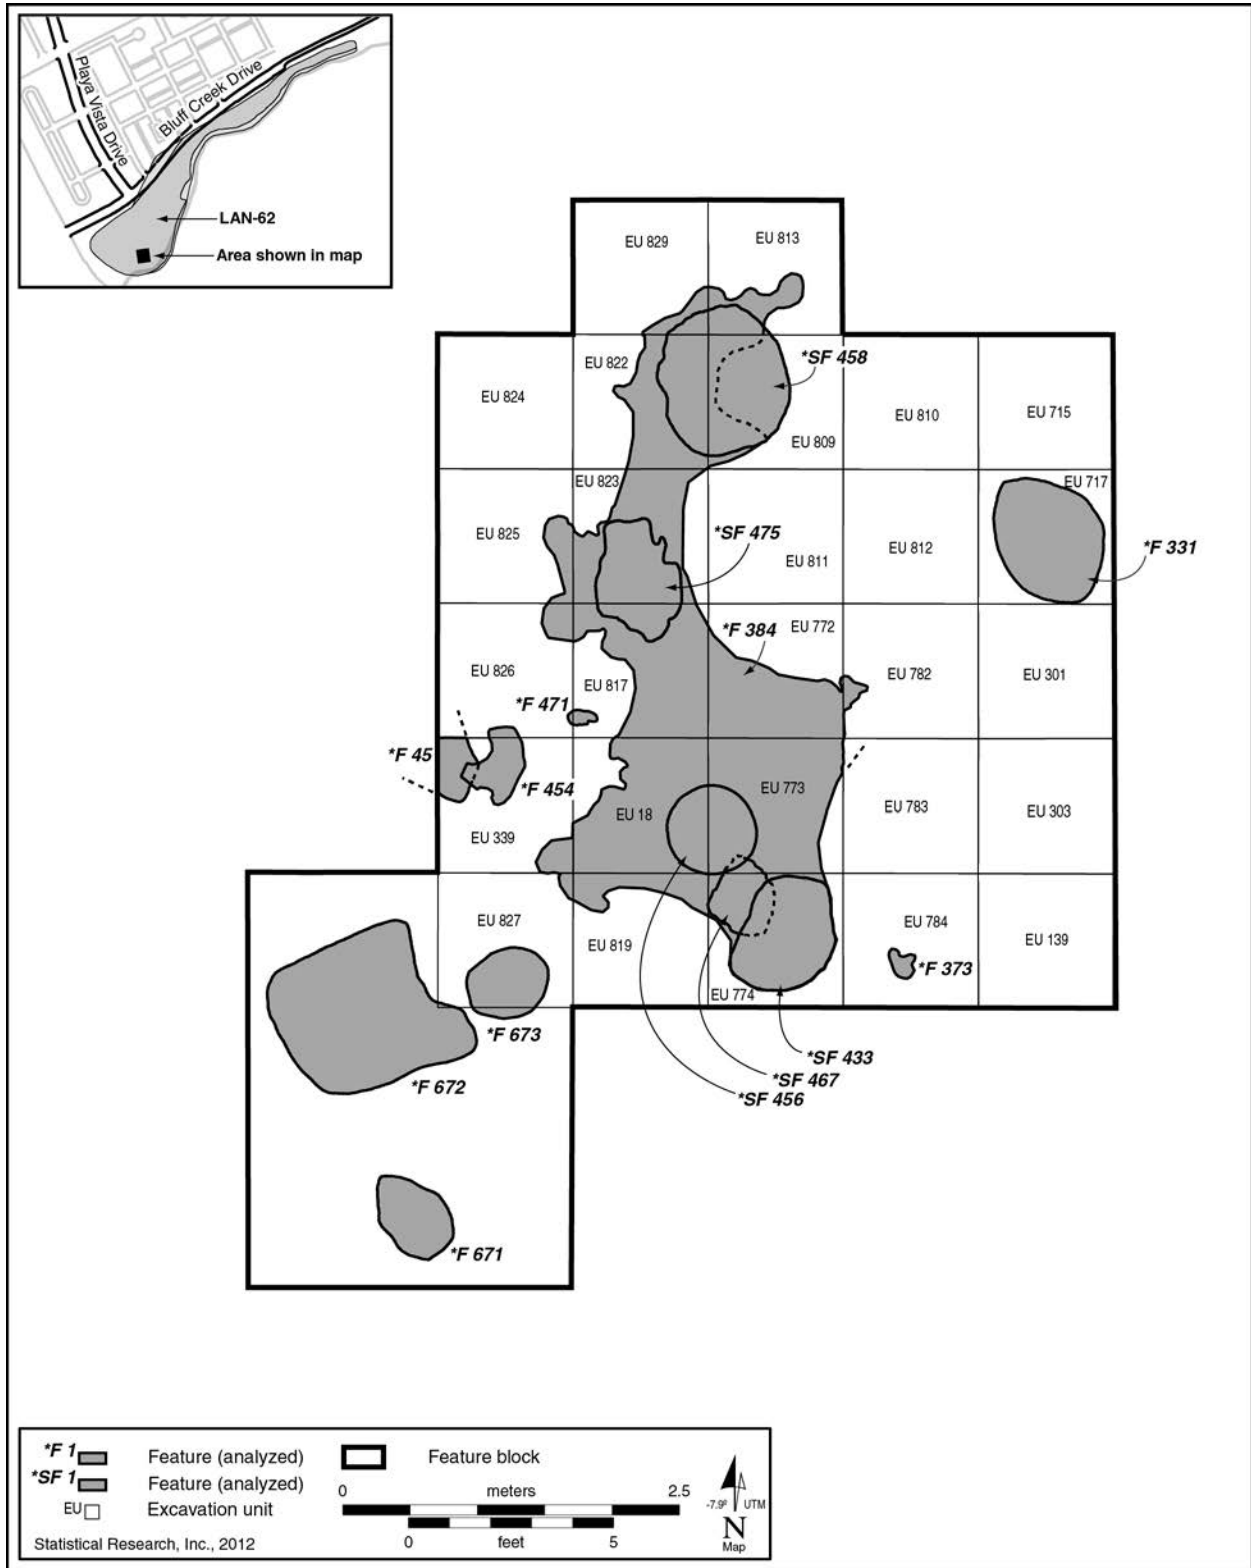 Playa Vista Drive
Bluff Creek Drive
LAN-62
Area shown in map
EU 829
EU 813
EU 822
*SF 458
EU 824
EU 810
EU 715
EU 809
EU 823
EU 717
EU 825
*SF 475
EU 811
EU 812
*F 331
*F 384
EU 772
EU 826
EU 817
EU 782
EU 301
*F 471
*F 45
*F 454
EU 773
EU 18
EU 783
EU 303
EU 339
EU 827
EU 819
EU 784
EU 139
*F 373
EU 774
*F 673
*SF 433
*SF 467
*SF 456
*F 672
*F 671
*F 1 Feature (analyzed)
*SF 1 Feature (analyzed)
EU Excavation unit
Feature block
0 meters 2.5
0 feet 5
-7.9º UTM
N
Map
Statistical Research, Inc., 2012